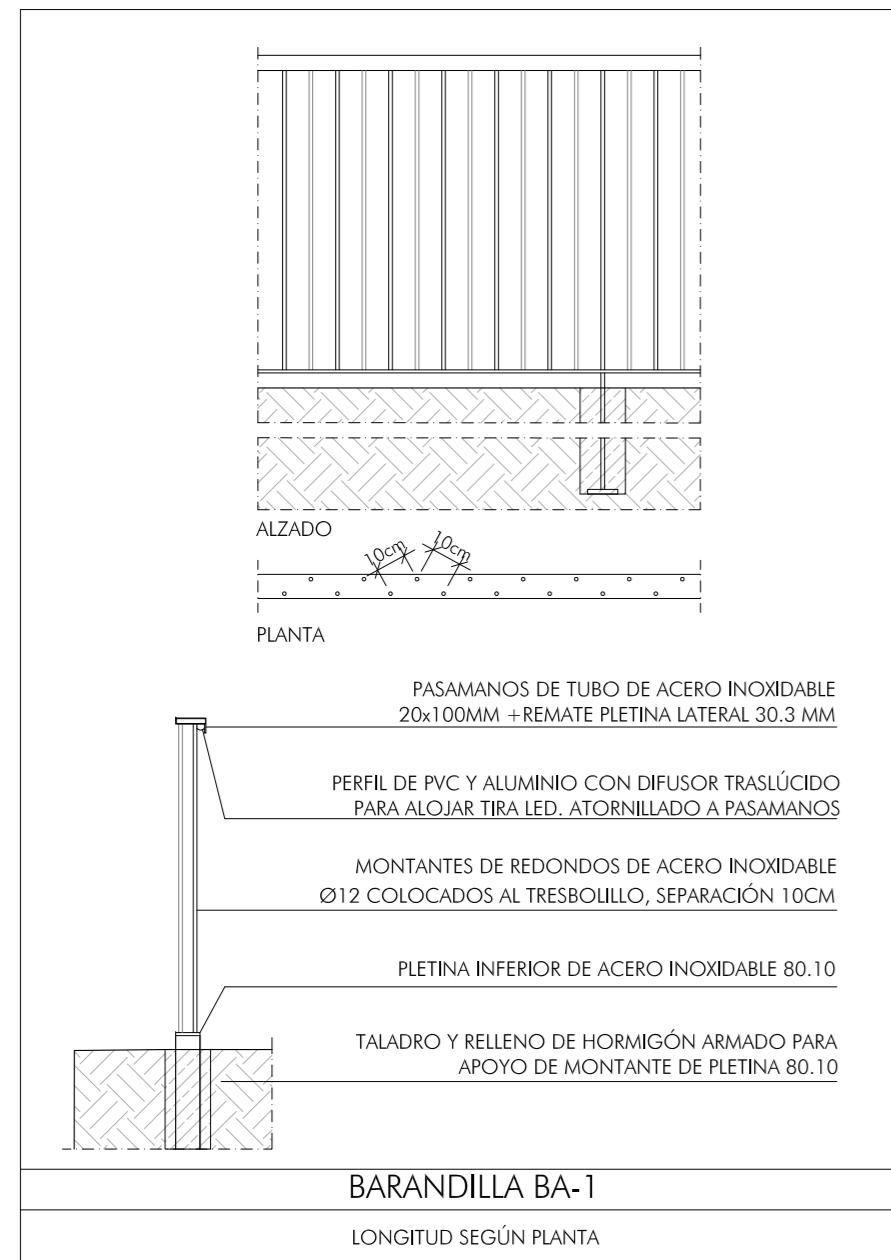 ALZADO
10cm
10cm
PLANTA
PASAMANOS DE TUBO DE ACERO INOXIDABLE
20x100MM +REMATE PLETINA LATERAL 30.3 MM
PERFIL DE PVC Y ALUMINIO CON DIFUSOR TRASLÚCIDO
PARA ALOJAR TIRA LED. ATORNILLADO A PASAMANOS
MONTANTES DE REDONDOS DE ACERO INOXIDABLE
Ø12 COLOCADOS AL TRESBOLILLO, SEPARACIÓN 10CM
PLETINA INFERIOR DE ACERO INOXIDABLE 80.10
TALADRO Y RELLENO DE HORMIGÓN ARMADO PARA
APOYO DE MONTANTE DE PLETINA 80.10
BARANDILLA BA-1
LONGITUD SEGÚN PLANTA